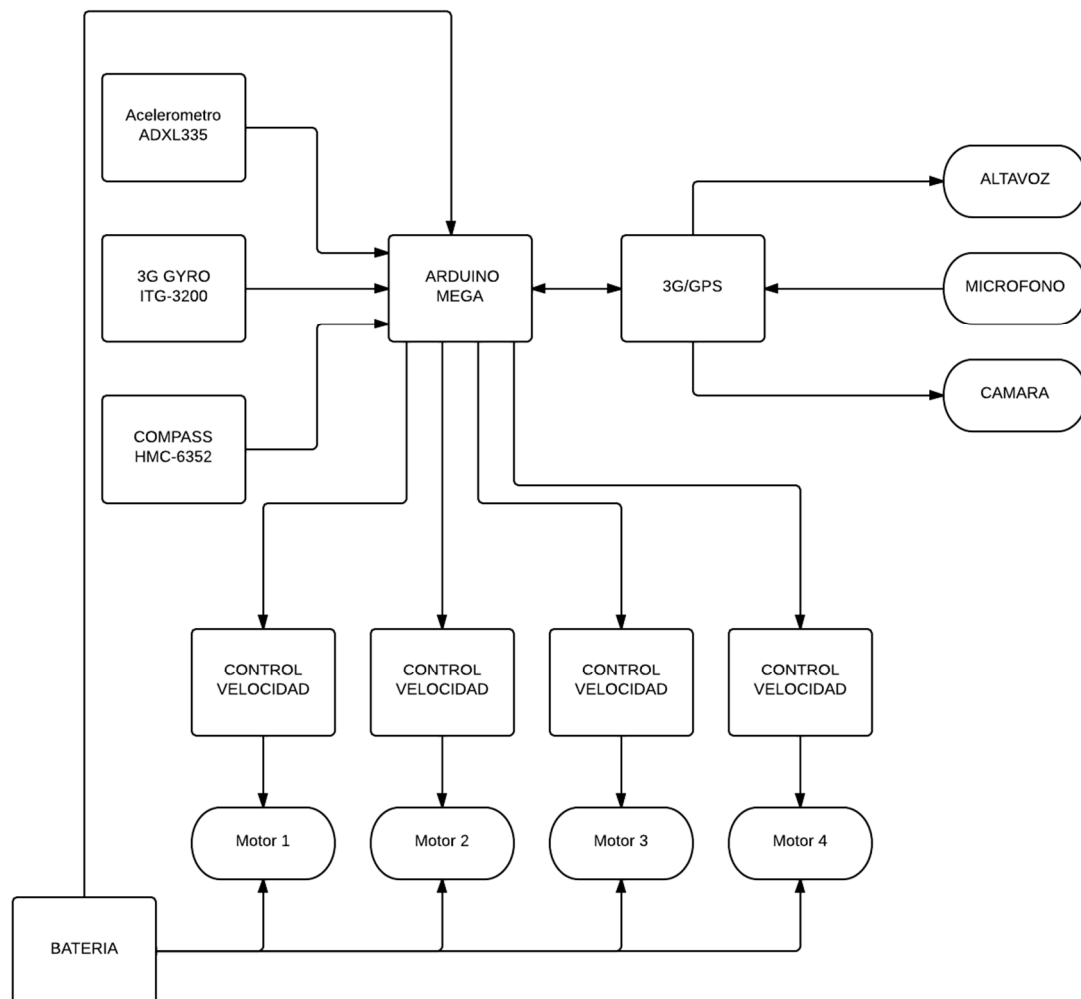 Acelerometro
ADXL335
ALTAVOZ
3G GYRO
ITG-3200
ARDUINO
MEGA
3G/GPS
MICROFONO
COMPASS
HMC-6352
CAMARA
CONTROL
VELOCIDAD
CONTROL
VELOCIDAD
CONTROL
VELOCIDAD
CONTROL
VELOCIDAD
Motor 1
Motor 2
Motor 3
Motor 4
BATERIA